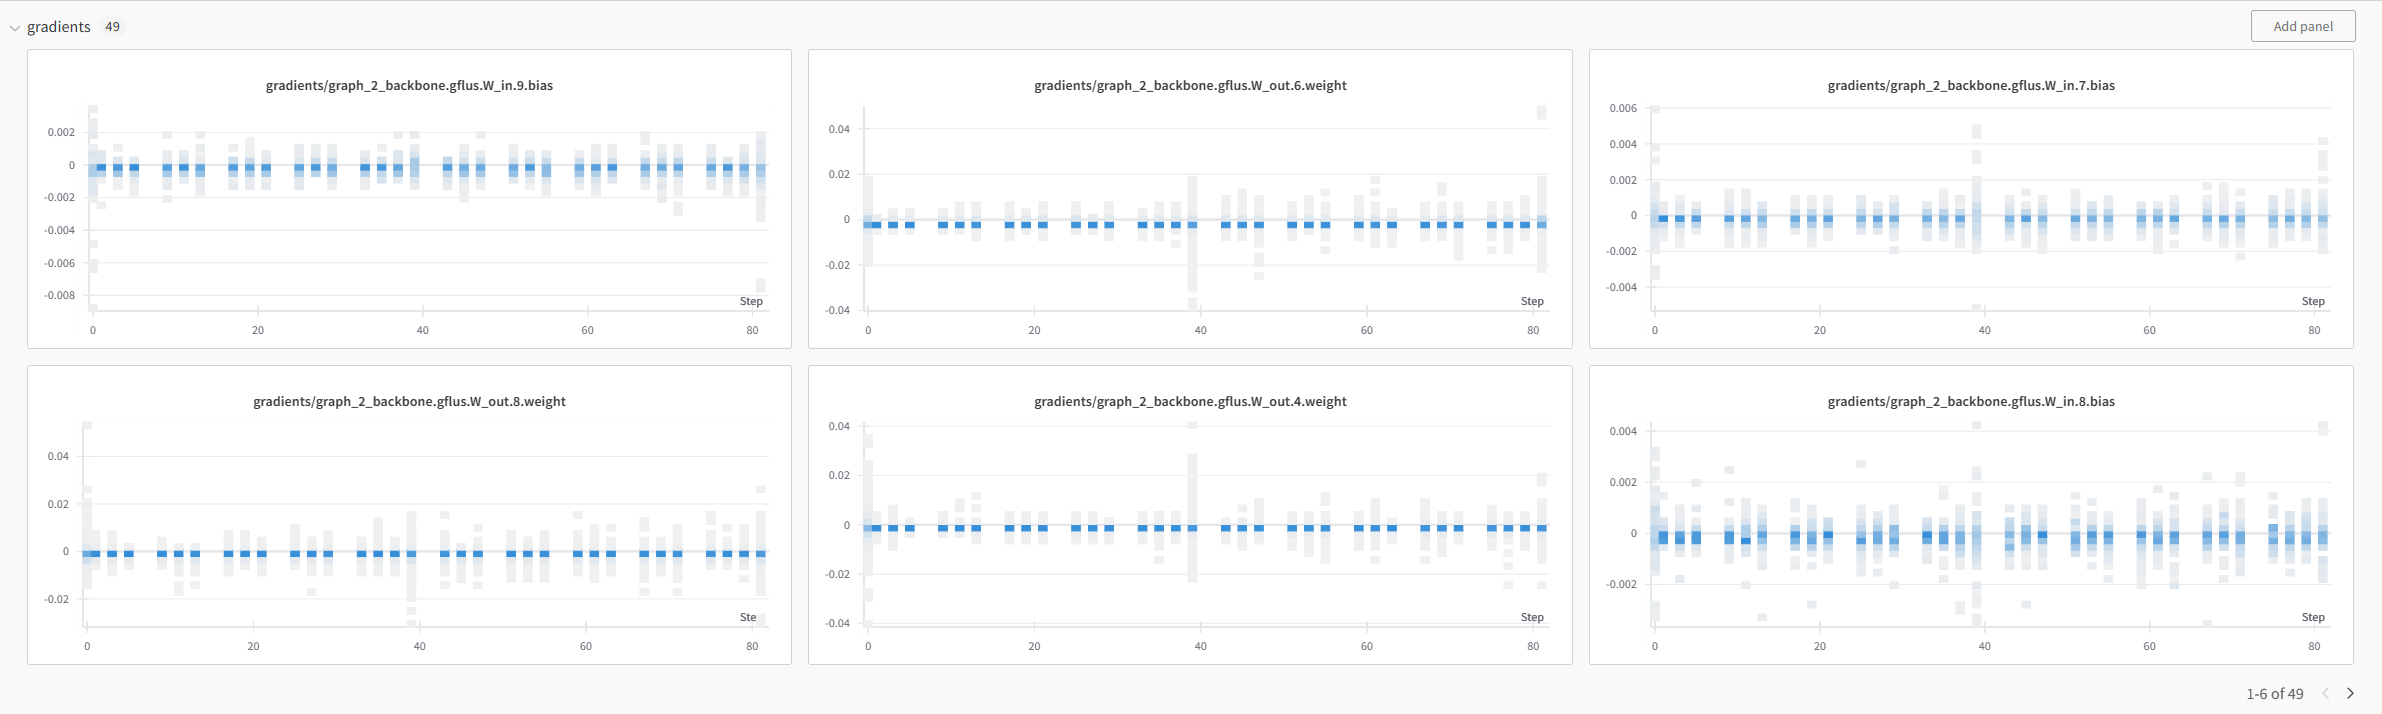 gradients 49
Add panel
gradients/graph_2_backbone.gflus.W_in.9.bias
0.002
0
-0.002
-0.004
-0.006
-0.008
Step
0 20 40 60 80
gradients/graph_2_backbone.gflus.W_out.6.weight
0.04
0.02
0
-0.02
-0.04
Step
0 20 40 60 80
gradients/graph_2_backbone.gflus.W_in.7.bias
0.006
0.004
0.002
0
-0.002
-0.004
Step
0 20 40 60 80
gradients/graph_2_backbone.gflus.W_out.8.weight
0.04
0.02
0
-0.02
Ste
0 20 40 60 80
gradients/graph_2_backbone.gflus.W_out.4.weight
0.04
0.02
0
-0.02
-0.04
Step
0 20 40 60 80
gradients/graph_2_backbone.gflus.W_in.8.bias
0.004
0.002
0
-0.002
Step
0 20 40 60 80
1-6 of 49